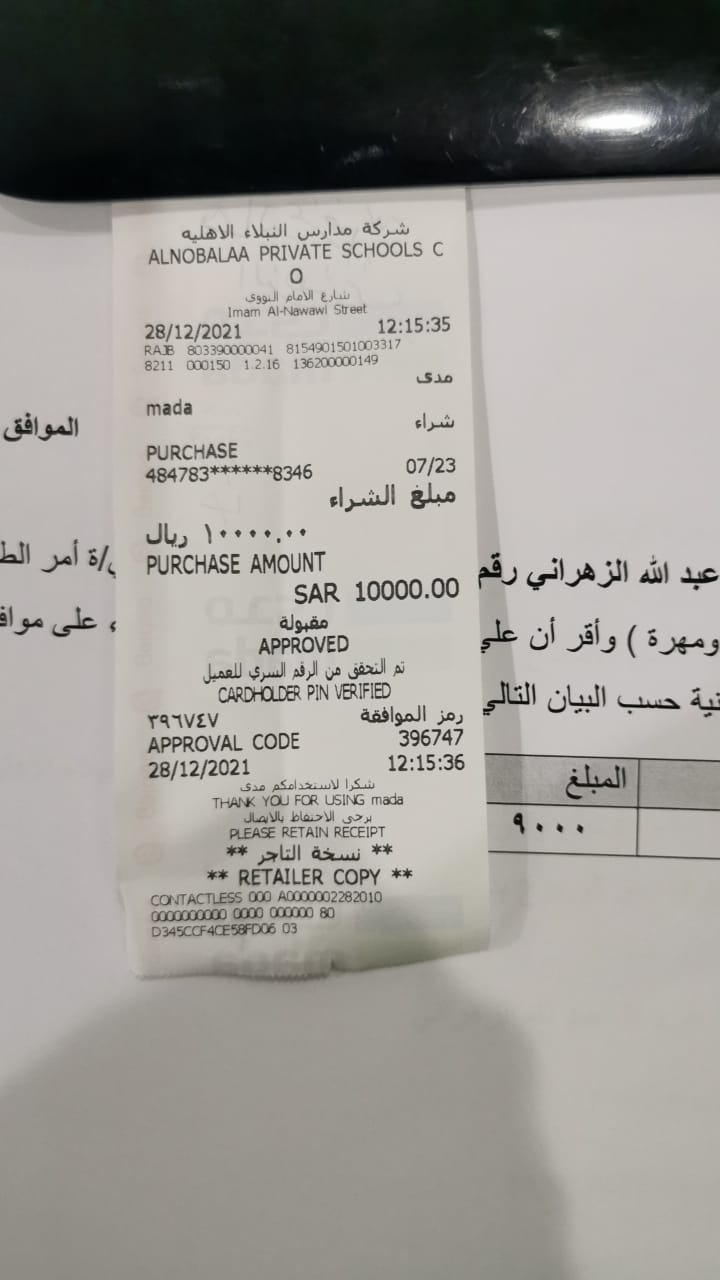 شركة مدارس النبلاء الاهليه
ALNOBALAA PRIVATE SCHOOLS C
O
شارع الامام النووي
Imam Al-Nawawi Street
28/12/2021 12:15:35
RAJB 803390000041 8154901501003317
8211 000150 1.2.16 136200000149
مدى
mada
شراء
PURCHASE
484783******8346 07/23
مبلغ الشراء
١٠٠٠٠.٠٠ ريال
PURCHASE AMOUNT
SAR 10000.00
مقبولة
APPROVED
تم التحقق من الرقم السري للعميل
CARDHOLDER PIN VERIFIED
رمز الموافقة ٣٩٦٧٤٧
APPROVAL CODE 396747
28/12/2021 12:15:36
شكرا لاستخدامكم مدى
THANK YOU FOR USING mada
يرجى الاحتفاظ بالايصال
PLEASE RETAIN RECEIPT
** نسخة التاجر **
** RETAILER COPY **
CONTACTLESS 000 A0000002282010
0000000000 0000 000000 80
D345CCF4CE58FD06 03
الموافق
عبد الله الزهراني رقم
/ة أمر الط
ومهرة ) وأقر أن علي
، على مواف
نية حسب البيان التالي
المبلغ
٩٠٠٠